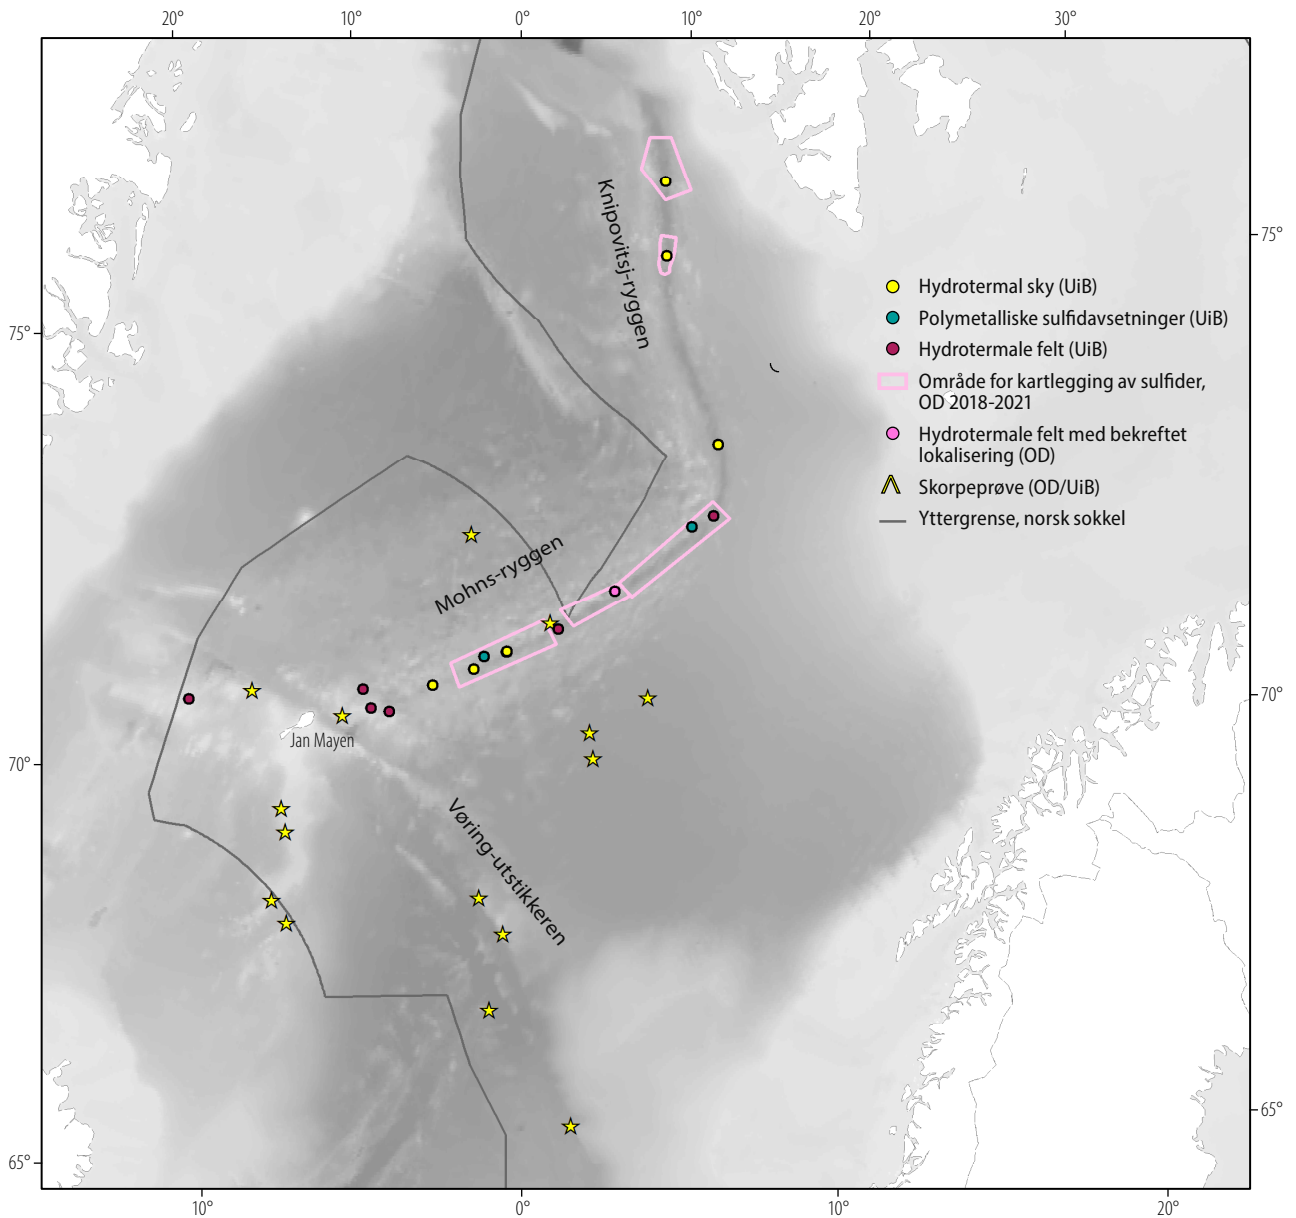 20°
10°
0°
10°
20°
30°
75°
75°
70°
70°
65°
65°
Knipovitsj-ryggen
Hydrotermal sky (UiB)
Polymetalliske sulfidavsetninger (UiB)
Hydrotermale felt (UiB)
Område for kartlegging av sulfider,
OD 2018-2021
Hydrotermale felt med bekreftet
lokalisering (OD)
Skorpeprøve (OD/UiB)
Yttergrense, norsk sokkel
Mohns-ryggen
Jan Mayen
Vøring-utstikkeren
10°
0°
10°
20°